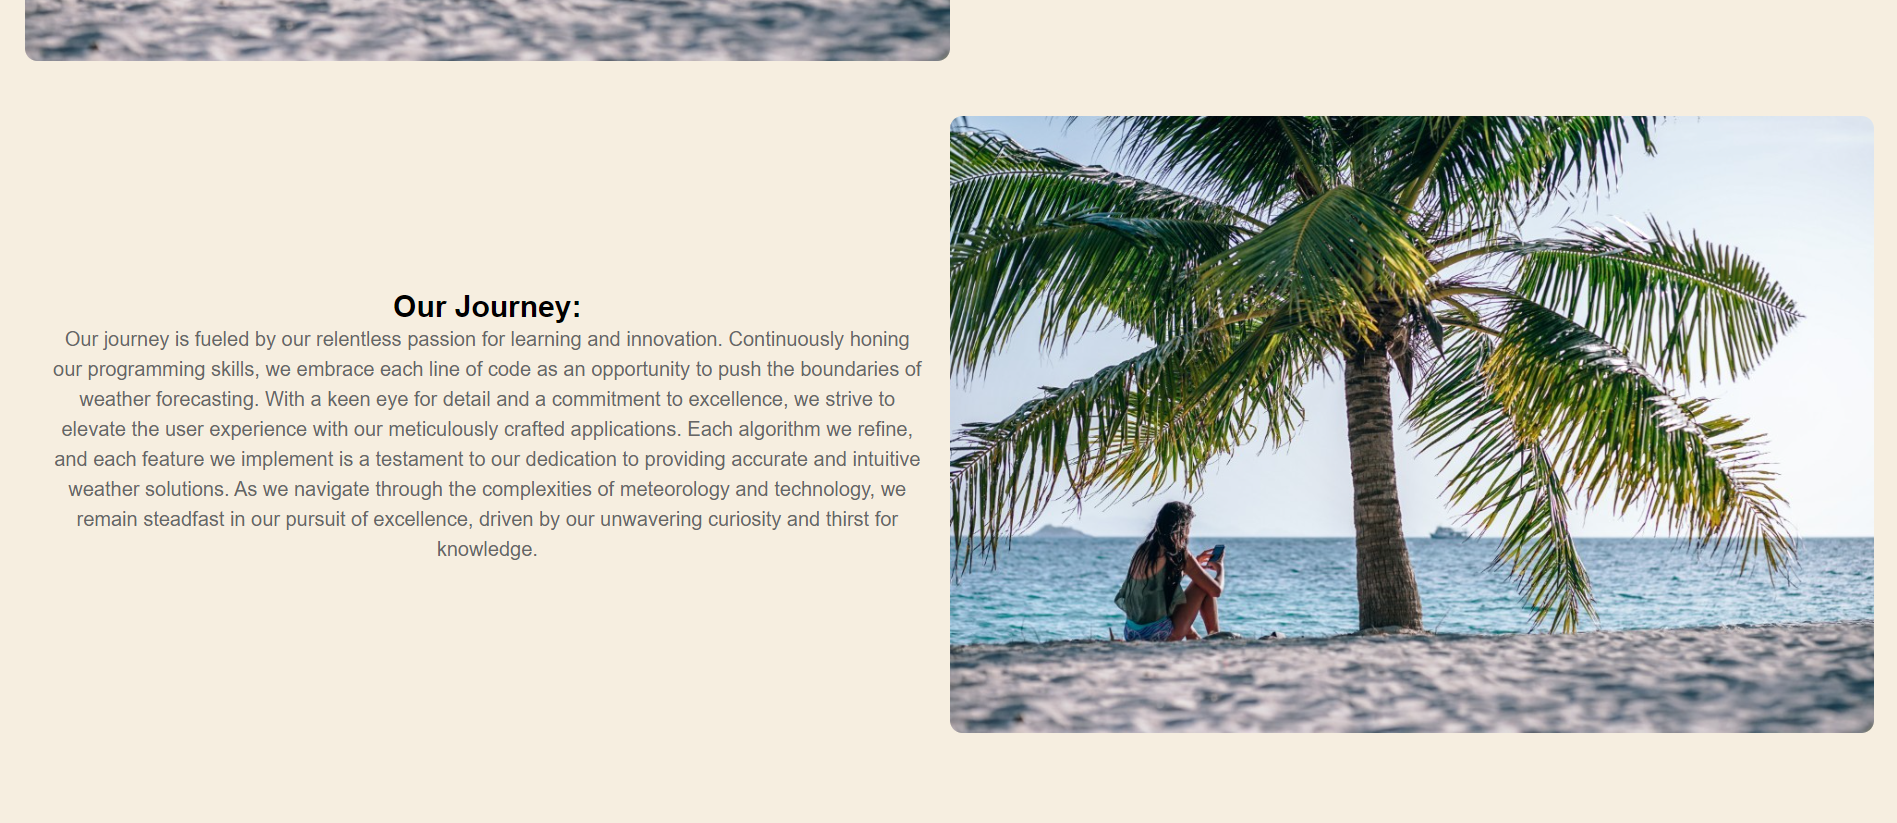 Our Journey:
Our journey is fueled by our relentless passion for learning and innovation. Continuously honing
our programming skills, we embrace each line of code as an opportunity to push the boundaries of
weather forecasting. With a keen eye for detail and a commitment to excellence, we strive to
elevate the user experience with our meticulously crafted applications. Each algorithm we refine,
and each feature we implement is a testament to our dedication to providing accurate and intuitive
weather solutions. As we navigate through the complexities of meteorology and technology, we
remain steadfast in our pursuit of excellence, driven by our unwavering curiosity and thirst for
knowledge.